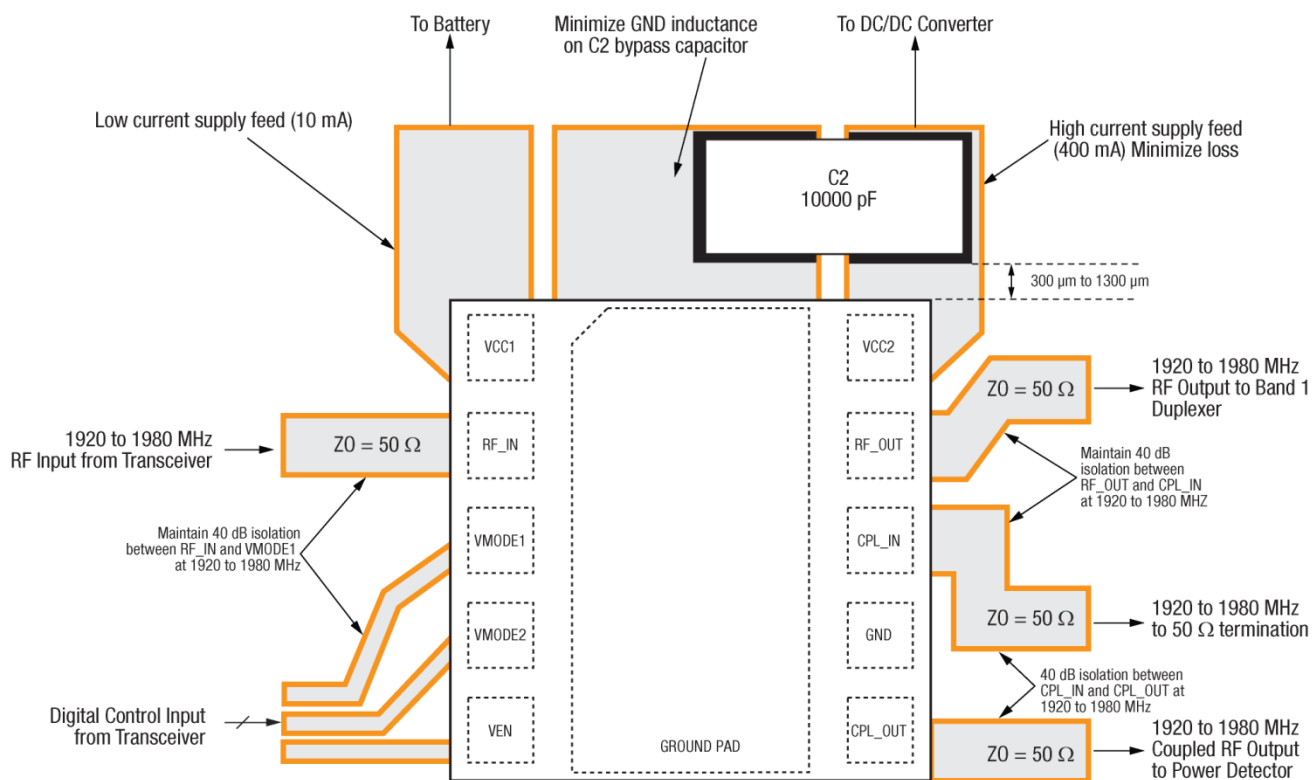 To Battery
Minimize GND inductance
on C2 bypass capacitor
To DC/DC Converter
Low current supply feed (10 mA)
High current supply feed
(400 mA) Minimize loss
C2
10000 pF
300 µm to 1300 µm
VCC1
VCC2
1920 to 1980 MHz
RF Input from Transceiver
ZO = 50 Ω
RF_IN
RF_OUT
ZO = 50 Ω
1920 to 1980 MHz
RF Output to Band 1
Duplexer
Maintain 40 dB isolation
between RF_IN and VMODE1
at 1920 to 1980 MHz
Maintain 40 dB
isolation between
RF_OUT and CPL_IN
at 1920 to 1980 MHZ
VMODE1
CPL_IN
VMODE2
GND
ZO = 50 Ω
1920 to 1980 MHz
to 50 Ω termination
40 dB isolation between
CPL_IN and CPL_OUT at
1920 to 1980 MHz
Digital Control Input
from Transceiver
VEN
GROUND PAD
CPL_OUT
ZO = 50 Ω
1920 to 1980 MHz
Coupled RF Output
to Power Detector